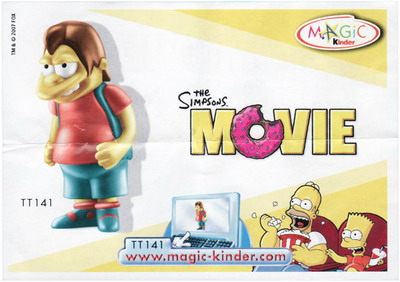 TM & © 2007 FOX
MAGIC
Kinder
THE
SIMPSONS
MOVIE
TT141
TT141
www.magic-kinder.com